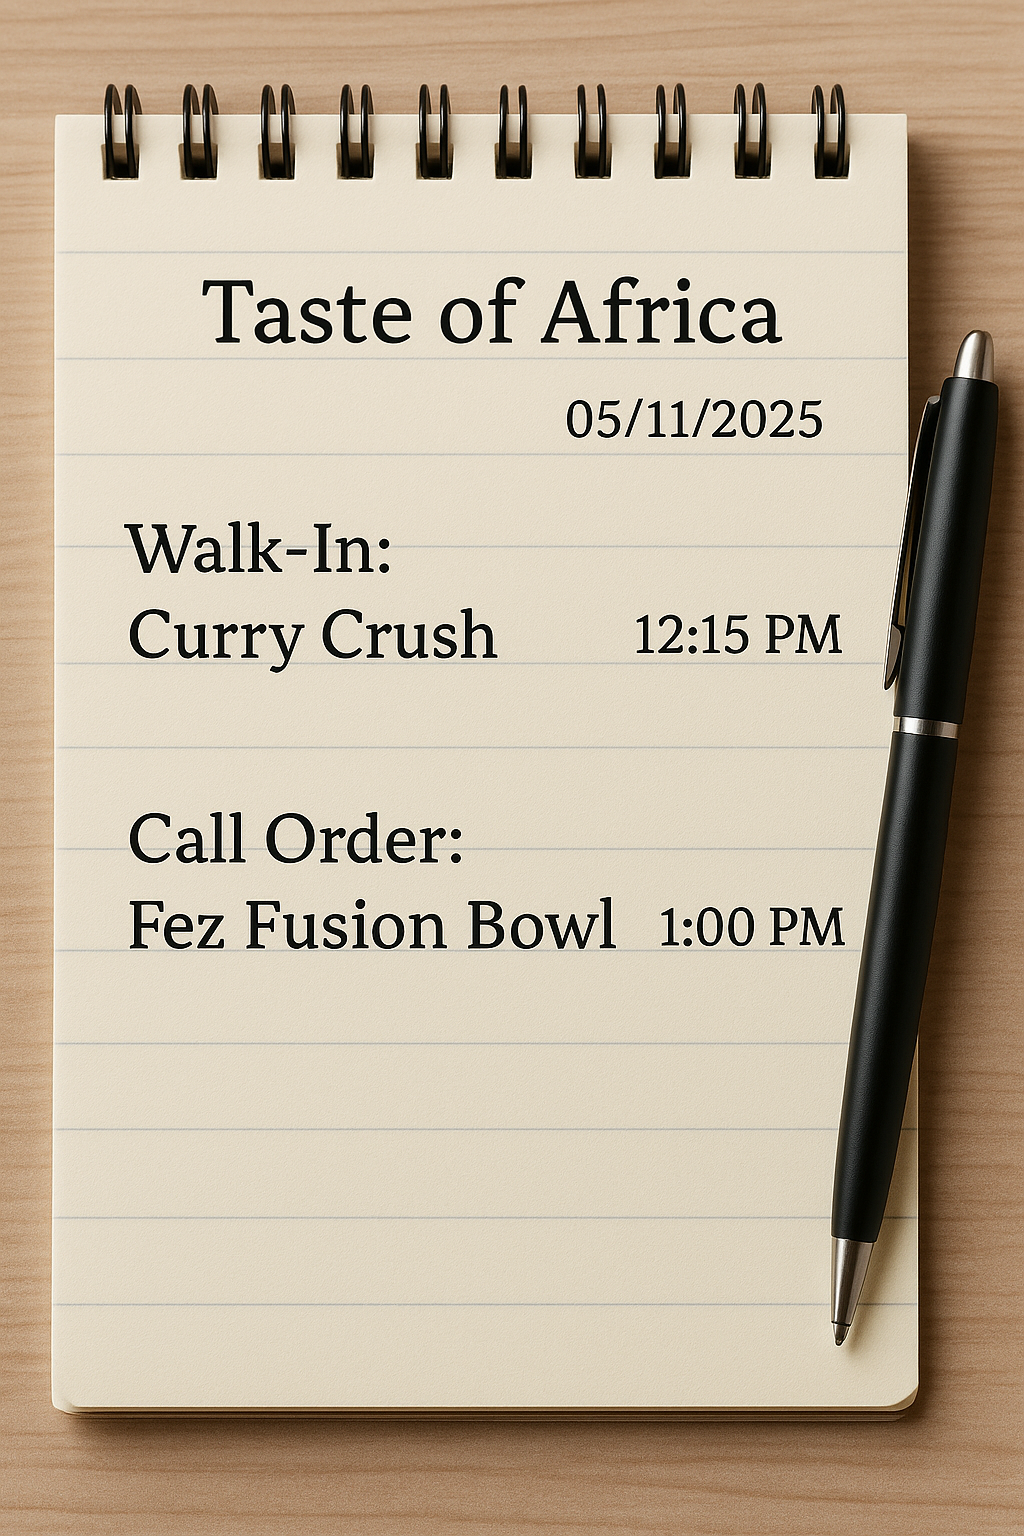 Taste of Africa
05/11/2025
Walk-In:
Curry Crush 12:15 PM
Call Order:
Fez Fusion Bowl 1:00 PM